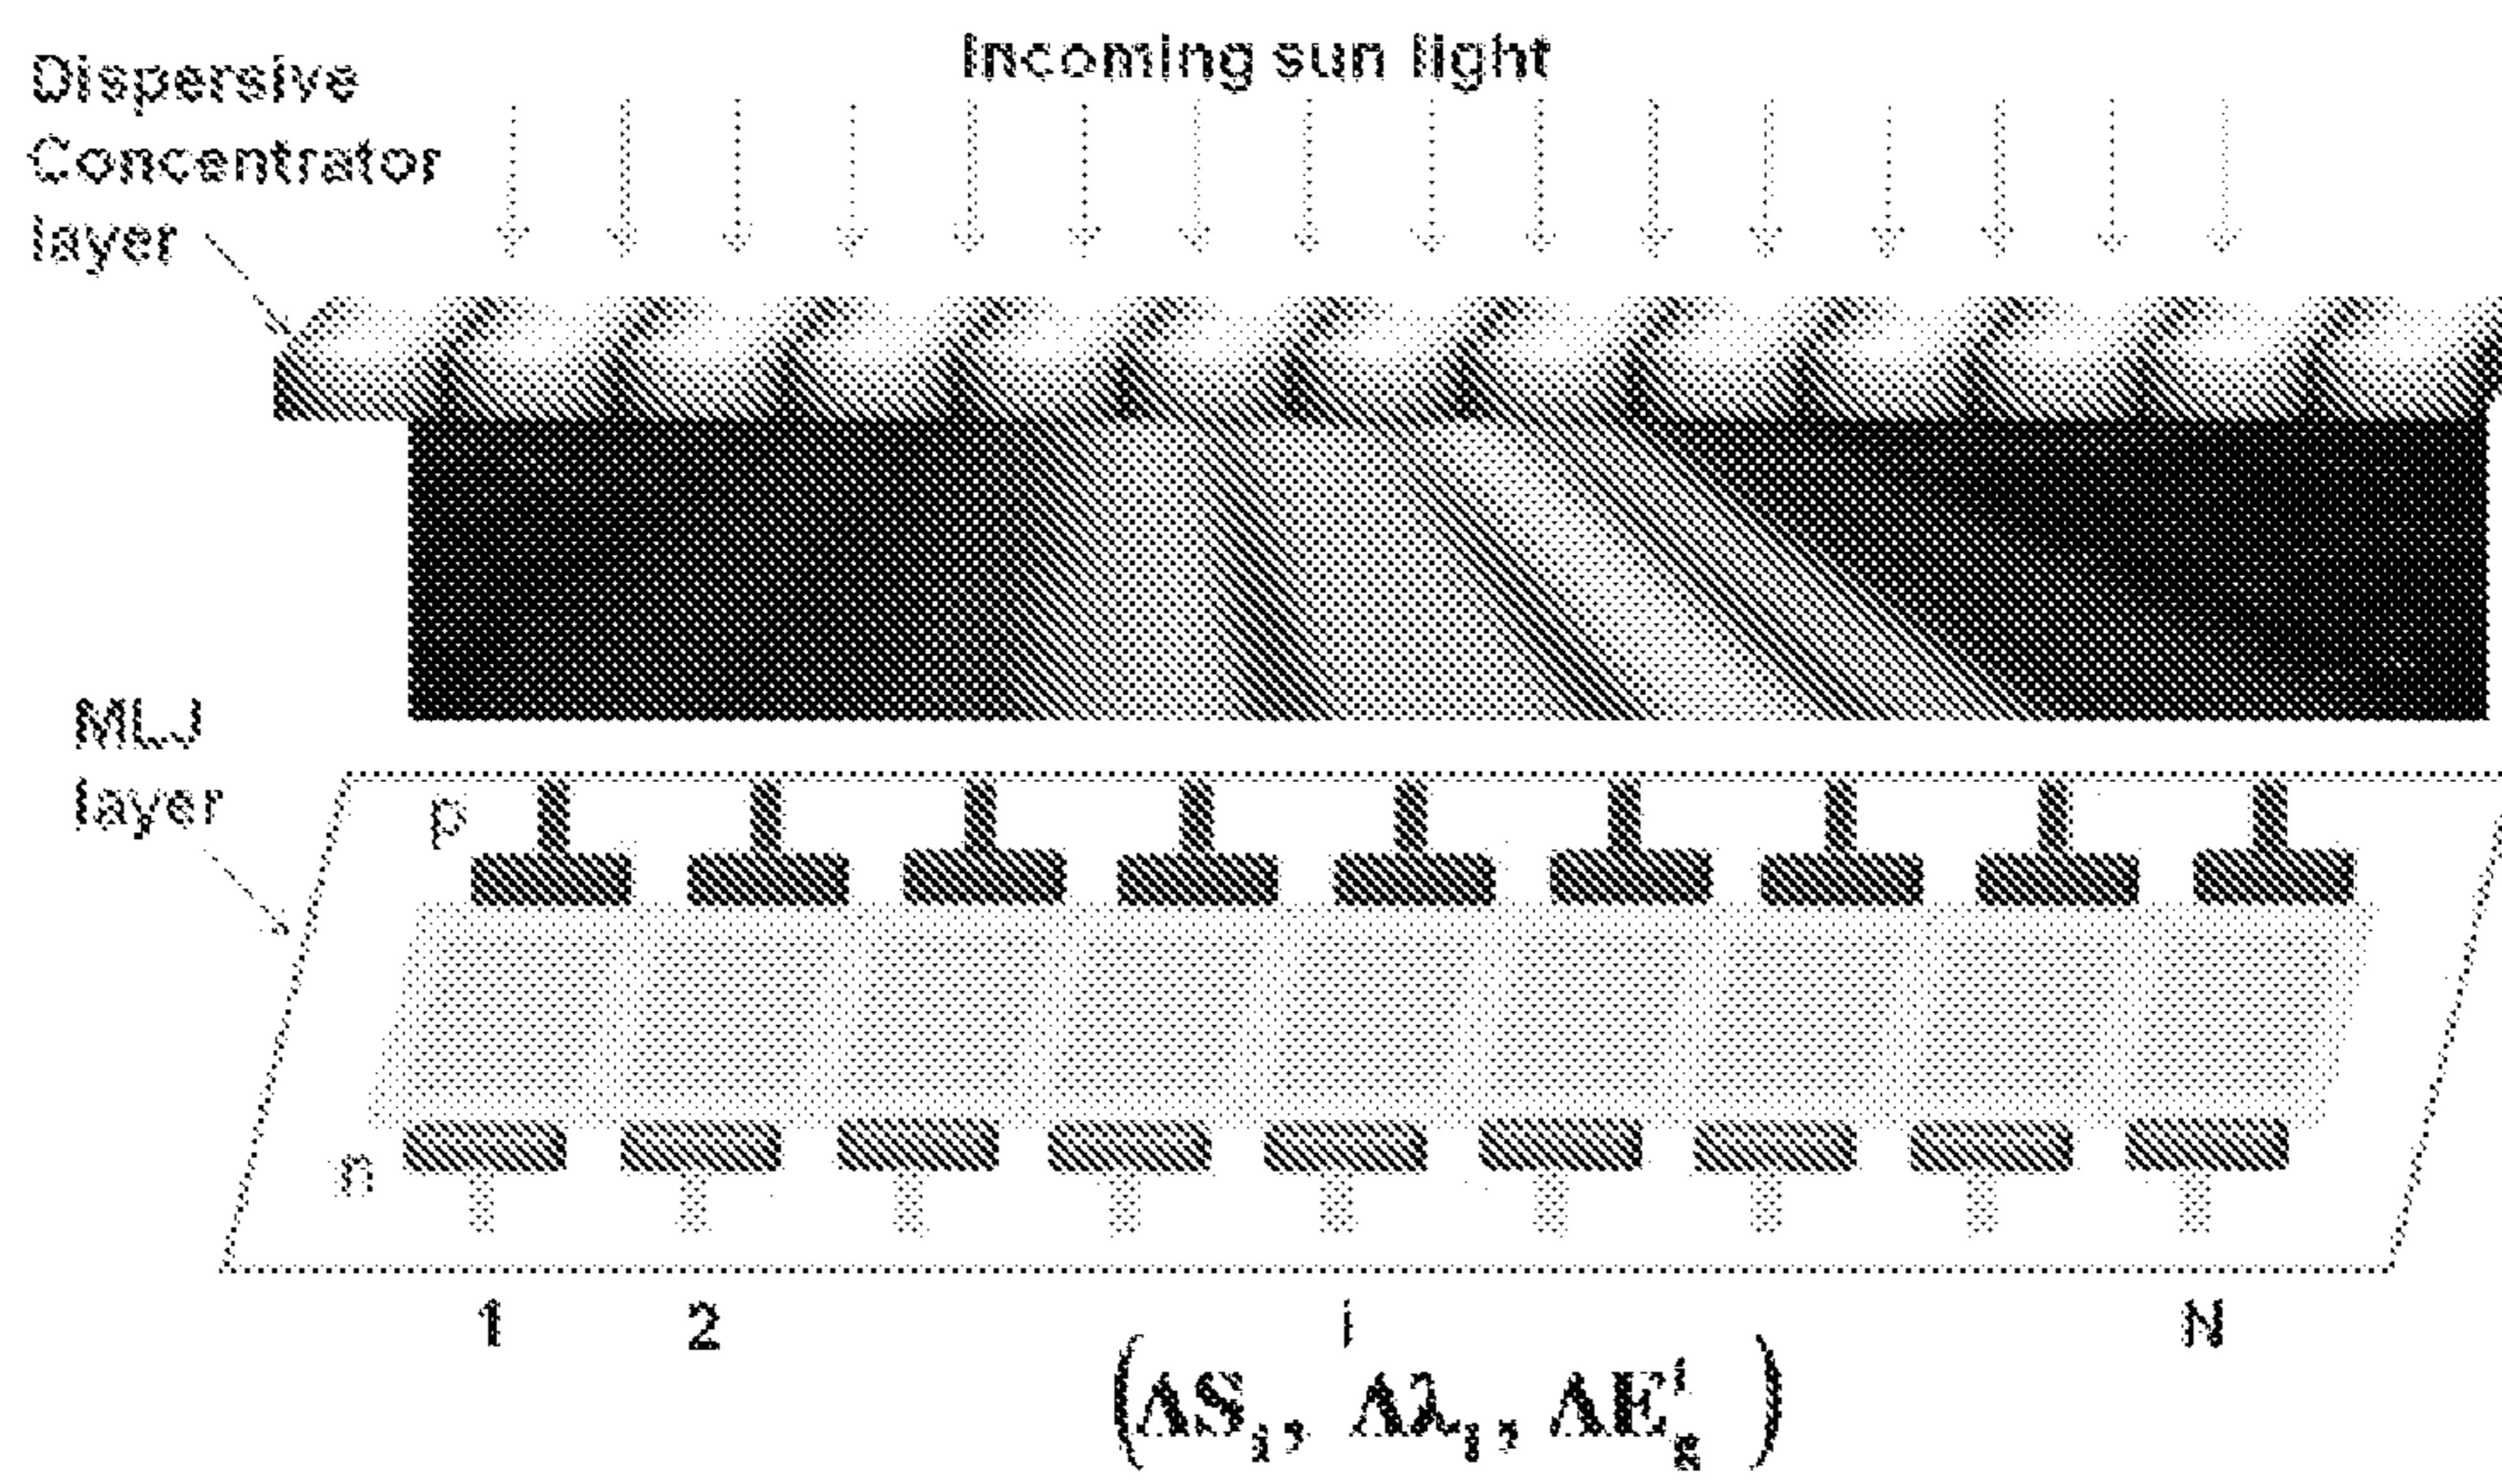 Incoming sun light
Dispersive
Concentrator
layer
MLJ
layer
p
n
1 2 i N
(ΔS_i, Δλ_i, ΔE_g^i)